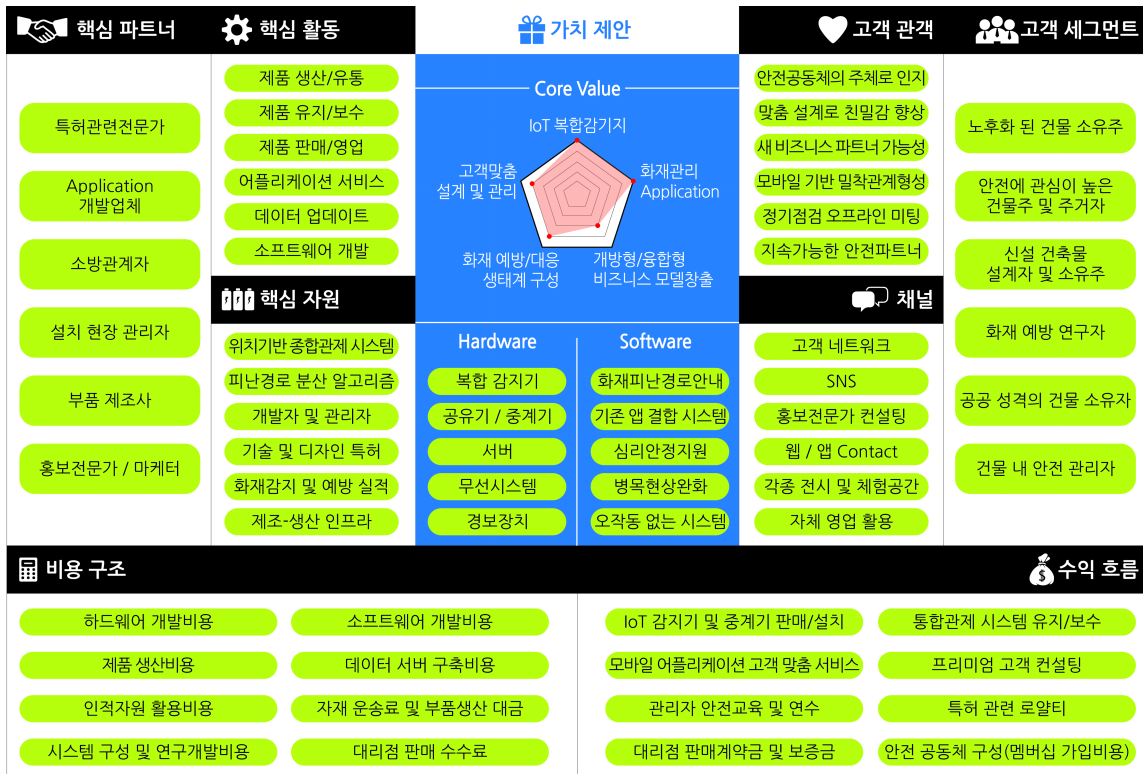 핵심 파트너
특허관련전문가
Application
개발업체
소방관계자
설치 현장 관리자
부품 제조사
홍보전문가 / 마케터
핵심 활동
제품 생산/유통
제품 유지/보수
제품 판매/영업
어플리케이션 서비스
데이터 업데이트
소프트웨어 개발
핵심 자원
위치기반 종합관제 시스템
피난경로 분산 알고리즘
개발자 및 관리자
기술 및 디자인 특허
화재감지 및 예방 실적
제조-생산 인프라
가치 제안
Core Value
IoT 복합감기지
고객맞춤
설계 및 관리
화재관리
Application
화재 예방/대응
생태계 구성
개방형/융합형
비즈니스 모델창출
Hardware
복합 감지기
공유기 / 중계기
서버
무선시스템
경보장치
Software
화재피난경로안내
기존 앱 결합 시스템
심리안정지원
병목현상완화
오작동 없는 시스템
고객 관객
안전공동체의 주체로 인지
맞춤 설계로 친밀감 향상
새 비즈니스 파트너 가능성
모바일 기반 밀착관계형성
정기점검 오프라인 미팅
지속가능한 안전파트너
채널
고객 네트워크
SNS
홍보전문가 컨설팅
웹 / 앱 Contact
각종 전시 및 체험공간
자체 영업 활용
고객 세그먼트
노후화 된 건물 소유주
안전에 관심이 높은
건물주 및 주거자
신설 건축물
설계자 및 소유주
화재 예방 연구자
공공 성격의 건물 소유자
건물 내 안전 관리자
비용 구조
하드웨어 개발비용
소프트웨어 개발비용
제품 생산비용
데이터 서버 구축비용
인적자원 활용비용
자재 운송료 및 부품생산 대금
시스템 구성 및 연구개발비용
대리점 판매 수수료
수익 흐름
IoT 감지기 및 중계기 판매/설치
통합관제 시스템 유지/보수
모바일 어플리케이션 고객 맞춤 서비스
프리미엄 고객 컨설팅
관리자 안전교육 및 연수
특허 관련 로얄티
대리점 판매계약금 및 보증금
안전 공동체 구성(멤버십 가입비용)